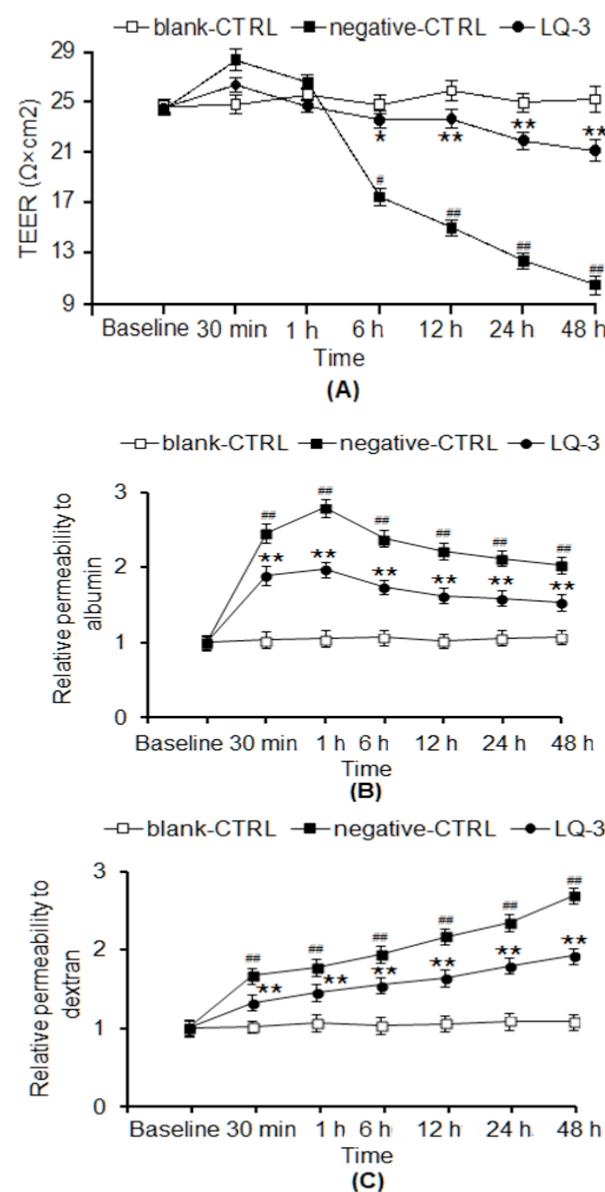 blank-CTRL negative-CTRL LQ-3
29
25
21
17
13
9
TEER (Ω×cm2)
# ## ## ##
* ** ** **
Baseline 30 min 1 h 6 h 12 h 24 h 48 h
Time
(A)
blank-CTRL negative-CTRL LQ-3
3
2
1
0
Relative permeability to
albumin
## ## ## ## ## ##
** ** ** ** ** **
Baseline 30 min 1 h 6 h 12 h 24 h 48 h
Time
(B)
blank-CTRL negative-CTRL LQ-3
3
2
1
0
Relative permeability to
dextran
## ## ## ## ## ##
** ** ** ** ** **
Baseline 30 min 1 h 6 h 12 h 24 h 48 h
Time
(C)